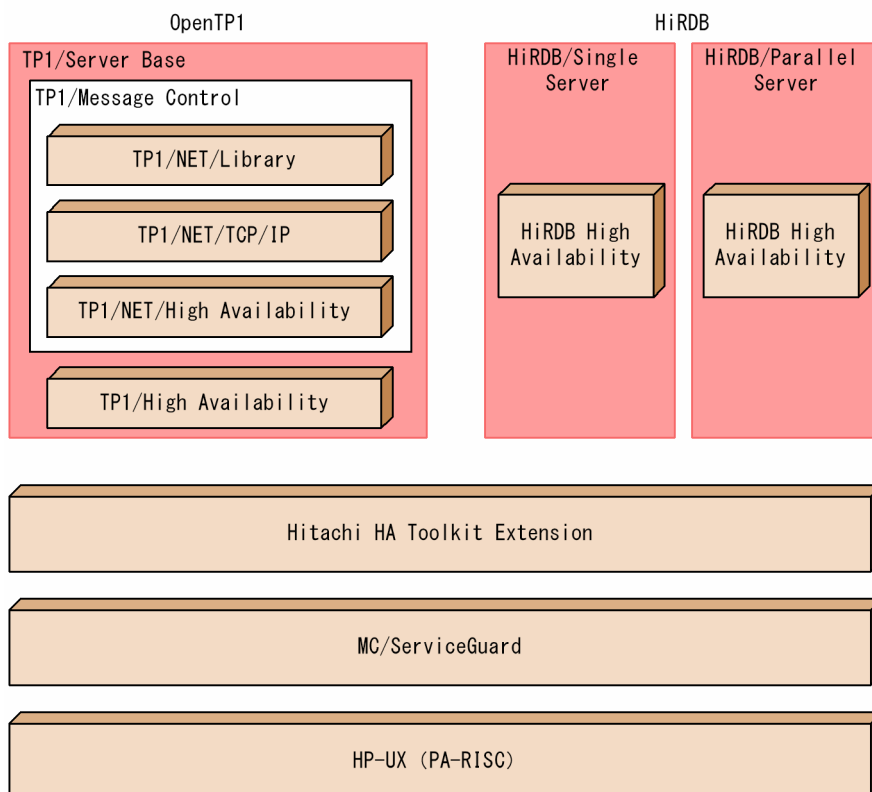 OpenTP1
TP1/Server Base
TP1/Message Control
TP1/NET/Library
TP1/NET/TCP/IP
TP1/NET/High Availability
TP1/High Availability
HiRDB
HiRDB/Single
Server
HiRDB High
Availability
HiRDB/Parallel
Server
HiRDB High
Availability
Hitachi HA Toolkit Extension
MC/ServiceGuard
HP-UX (PA-RISC)